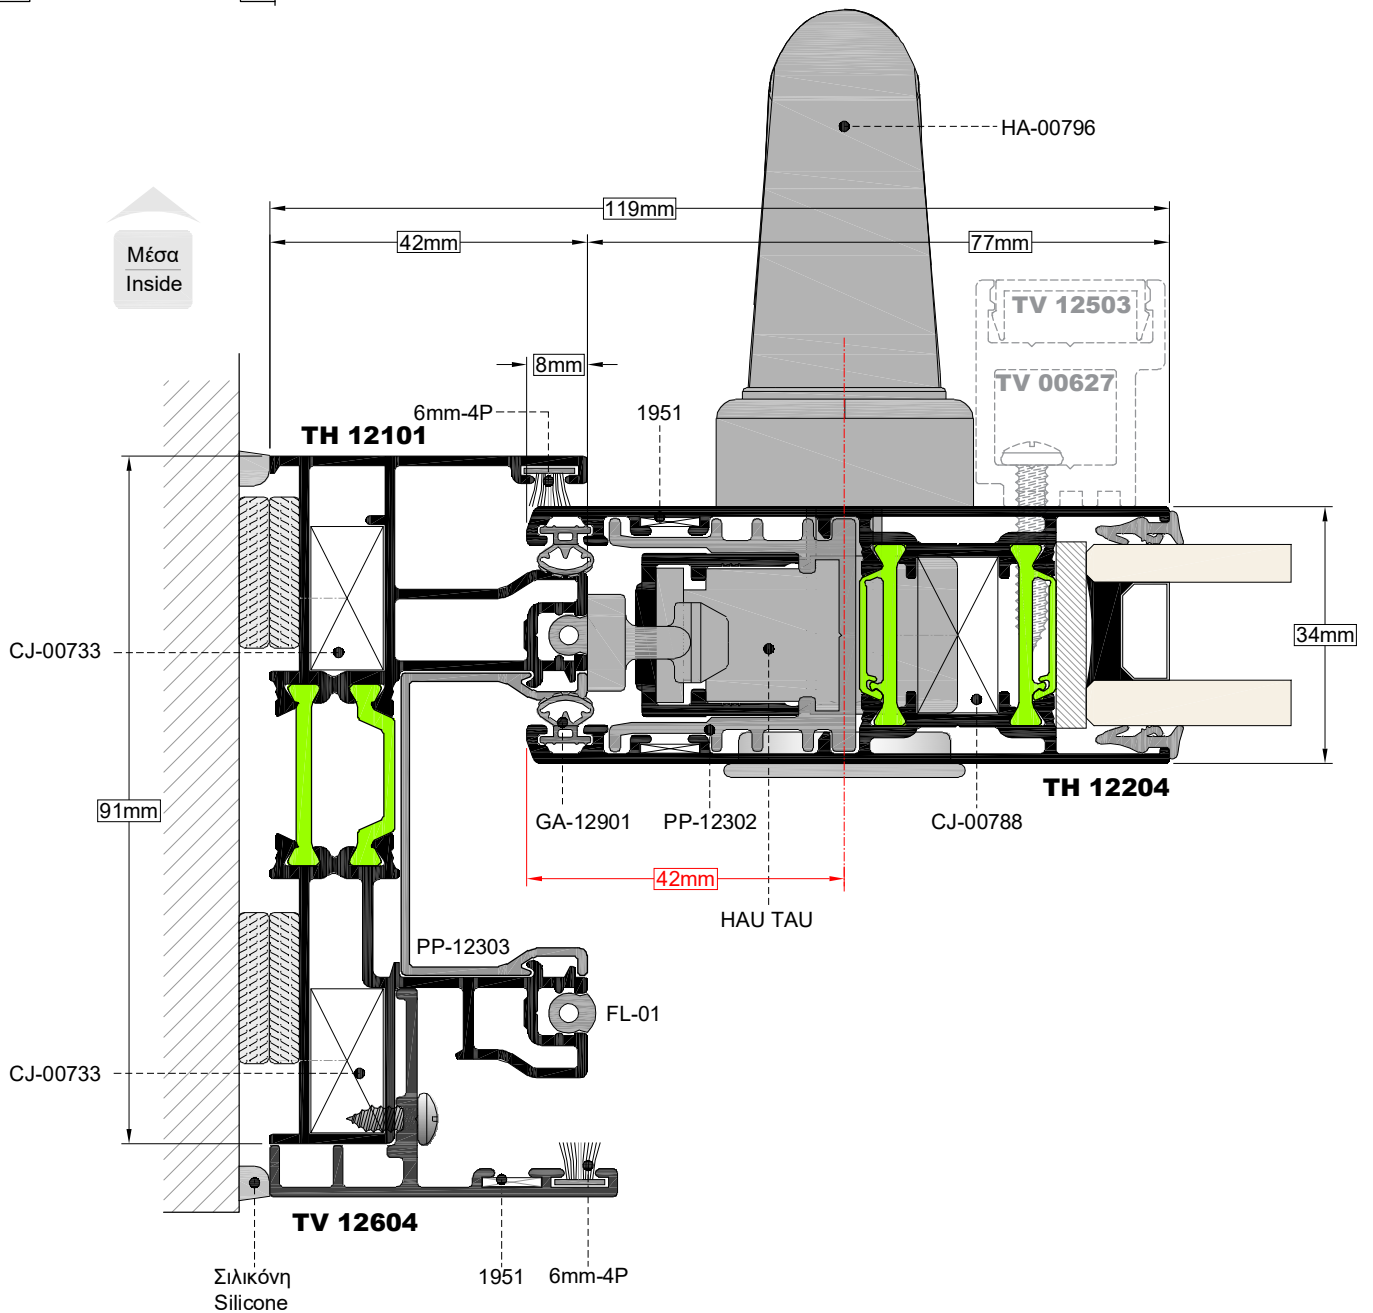 HA-00796
119mm
42mm
77mm
Μέσα
Inside
TV 12503
8mm
TV 00627
6mm-4P
1951
TH 12101
34mm
CJ-00733
TH 12204
91mm
GA-12901
PP-12302
CJ-00788
42mm
HAU TAU
PP-12303
FL-01
CJ-00733
TV 12604
Σιλικόνη
Silicone
1951
6mm-4P